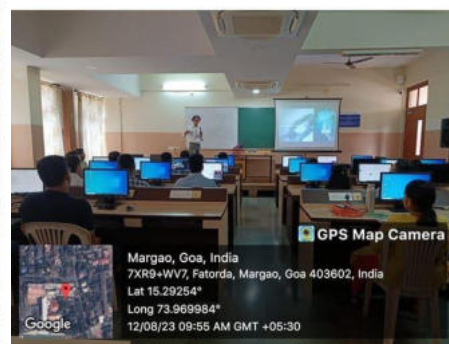 GPS Map Camera
Margao, Goa, India
7XR9+WV7, Fatorda, Margao, Goa 403602, India
Lat 15.29254°
Long 73.969984°
12/08/23 09:55 AM GMT +05:30
Google